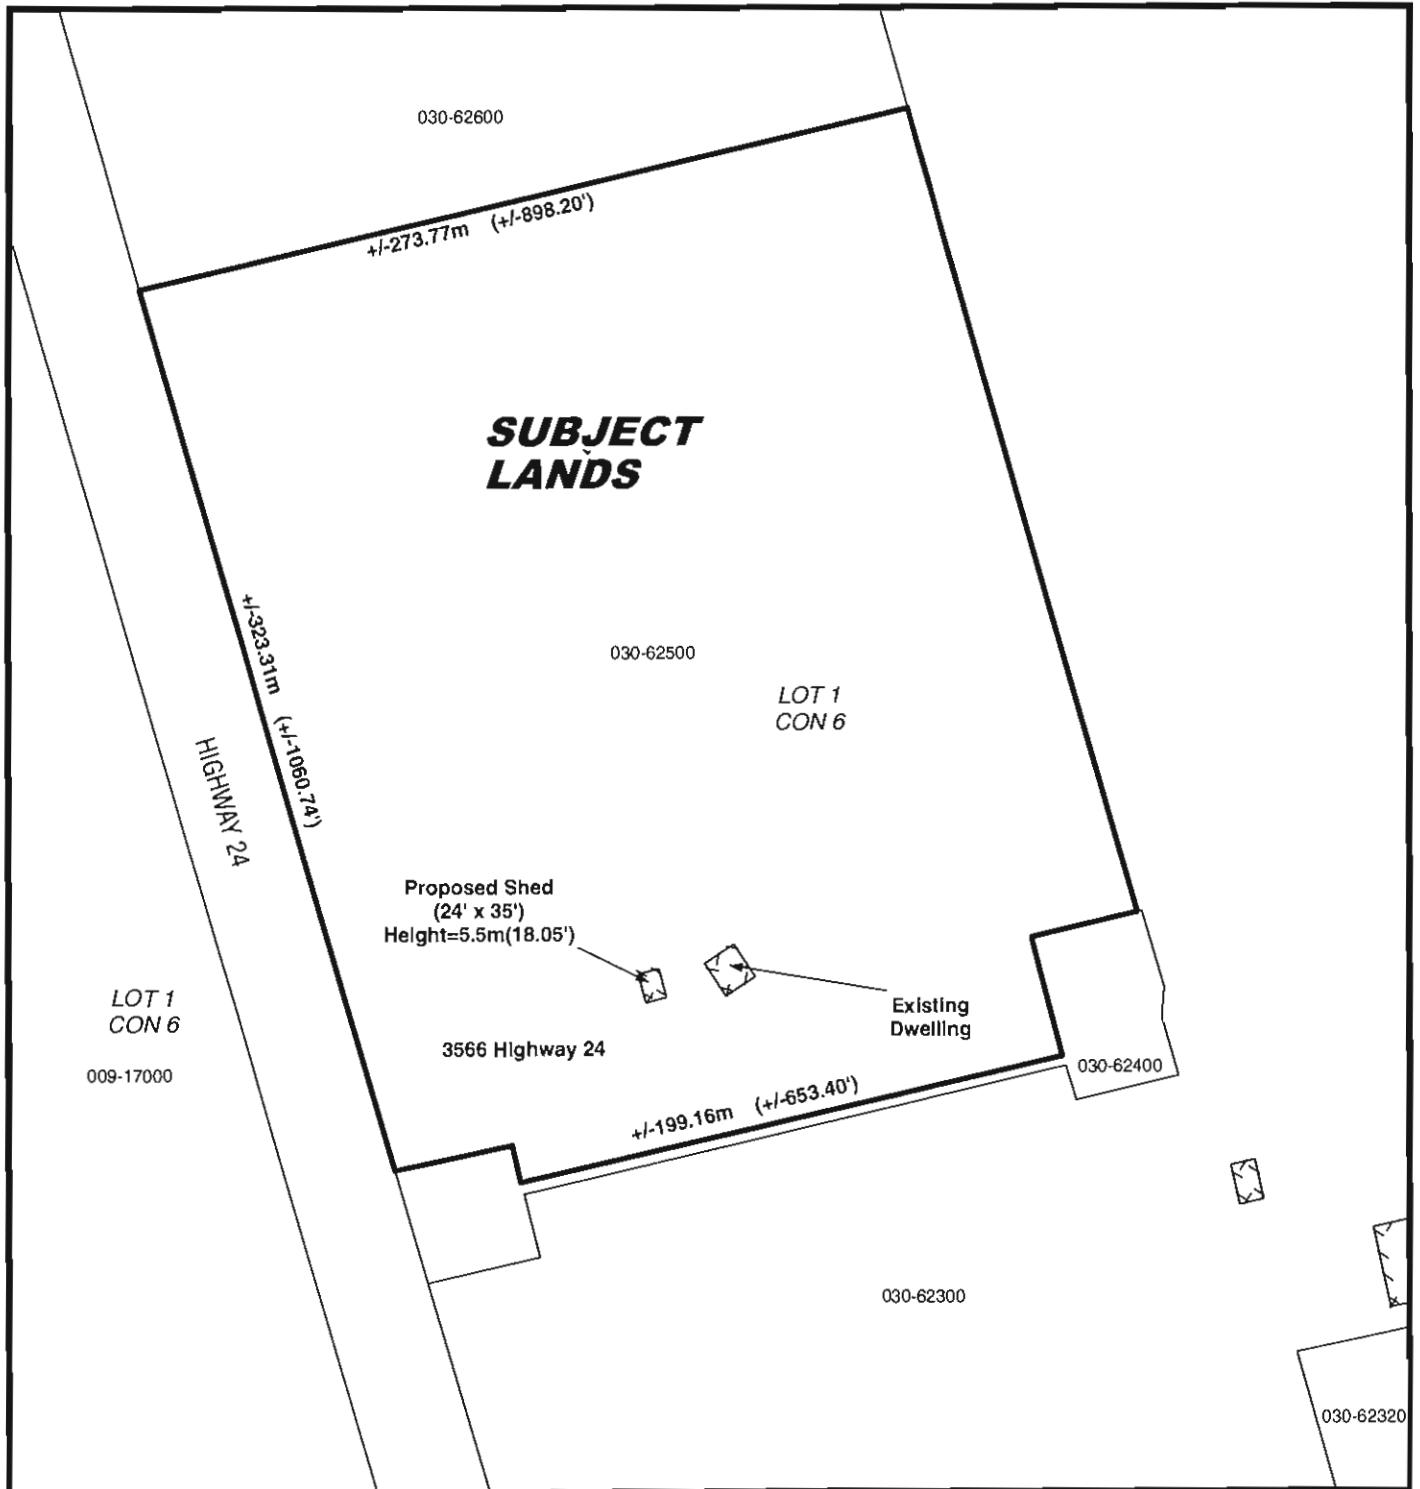 030-62600
+/-273.77m (+/-898.20')
SUBJECT
LANDS
+/-323.31m (+/-1060.74')
030-62500
LOT 1
CON 6
HIGHWAY 24
Proposed Shed
(24' x 35')
Height=5.5m(18.05')
Existing
Dwelling
LOT 1
CON 6
009-17000
3566 Highway 24
030-62400
+/-199.16m (+/-653.40')
030-62300
030-62320